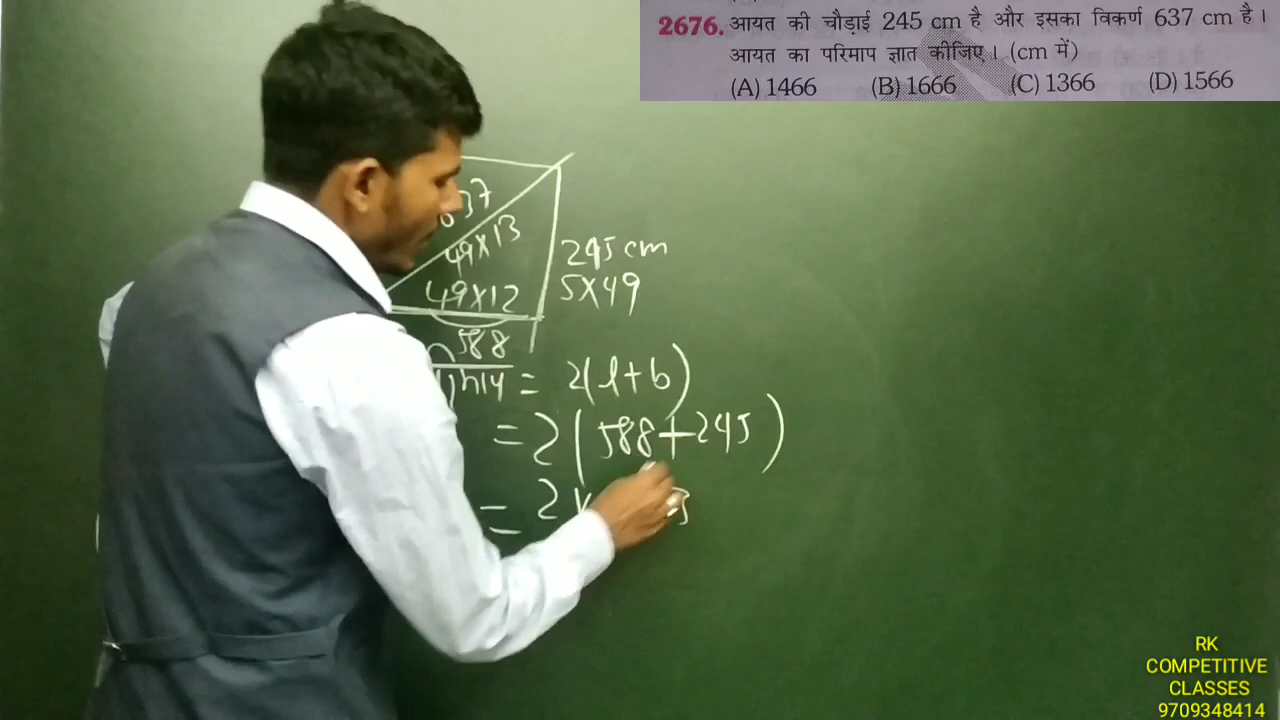 2676. आयत की चौड़ाई 245 cm है और इसका विकर्ण 637 cm है।
आयत का परिमाप ज्ञात कीजिए। (cm में)
(A) 1466 (B) 1666 (C) 1366 (D) 1566
637
49×13
245 cm
49×12
5×49
588
= 2(l+b)
= 2(588+245)
= 2
RK
COMPETITIVE
CLASSES
9709348414